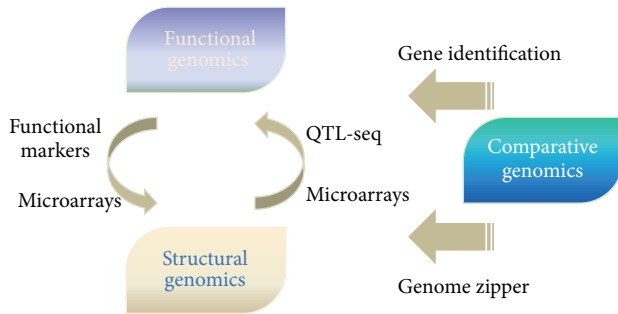 Functional
genomics
Gene identification
Functional
markers
QTL-seq
Comparative
genomics
Microarrays
Microarrays
Structural
genomics
Genome zipper